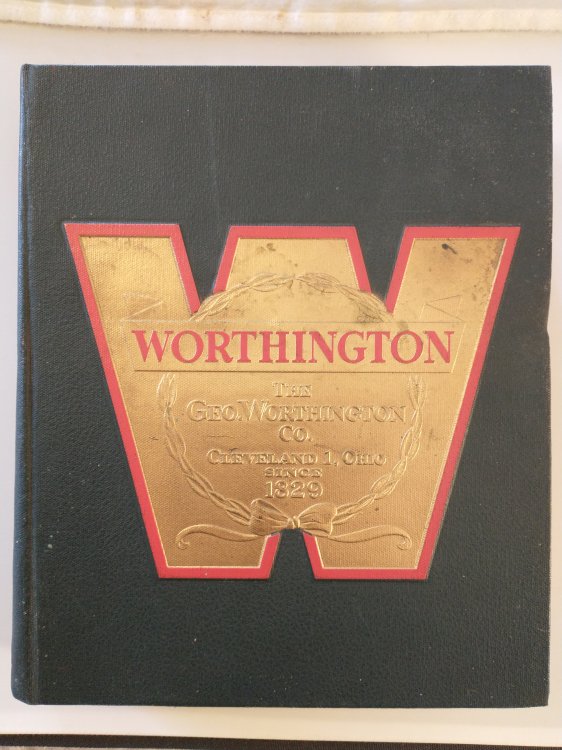 WORTHINGTON
THE
GEO. WORTHINGTON
CO.
CLEVELAND 1, OHIO
SINCE
1829